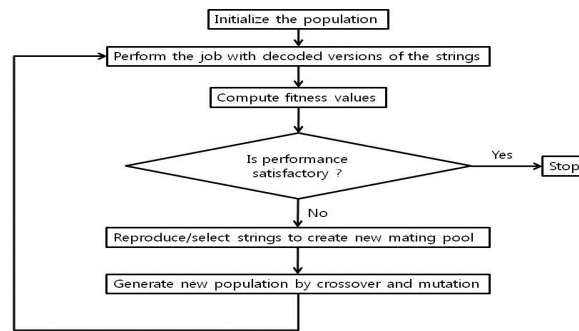 Initialize the population
Perform the job with decoded versions of the strings
Compute fitness values
Is performance
satisfactory ?
Yes
Stop
No
Reproduce/select strings to create new mating pool
Generate new population by crossover and mutation